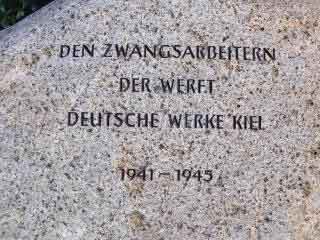 DEN ZWANGSARBEITERN
DER WERFT
DEUTSCHE WERKE KIEL
1941 – 1945